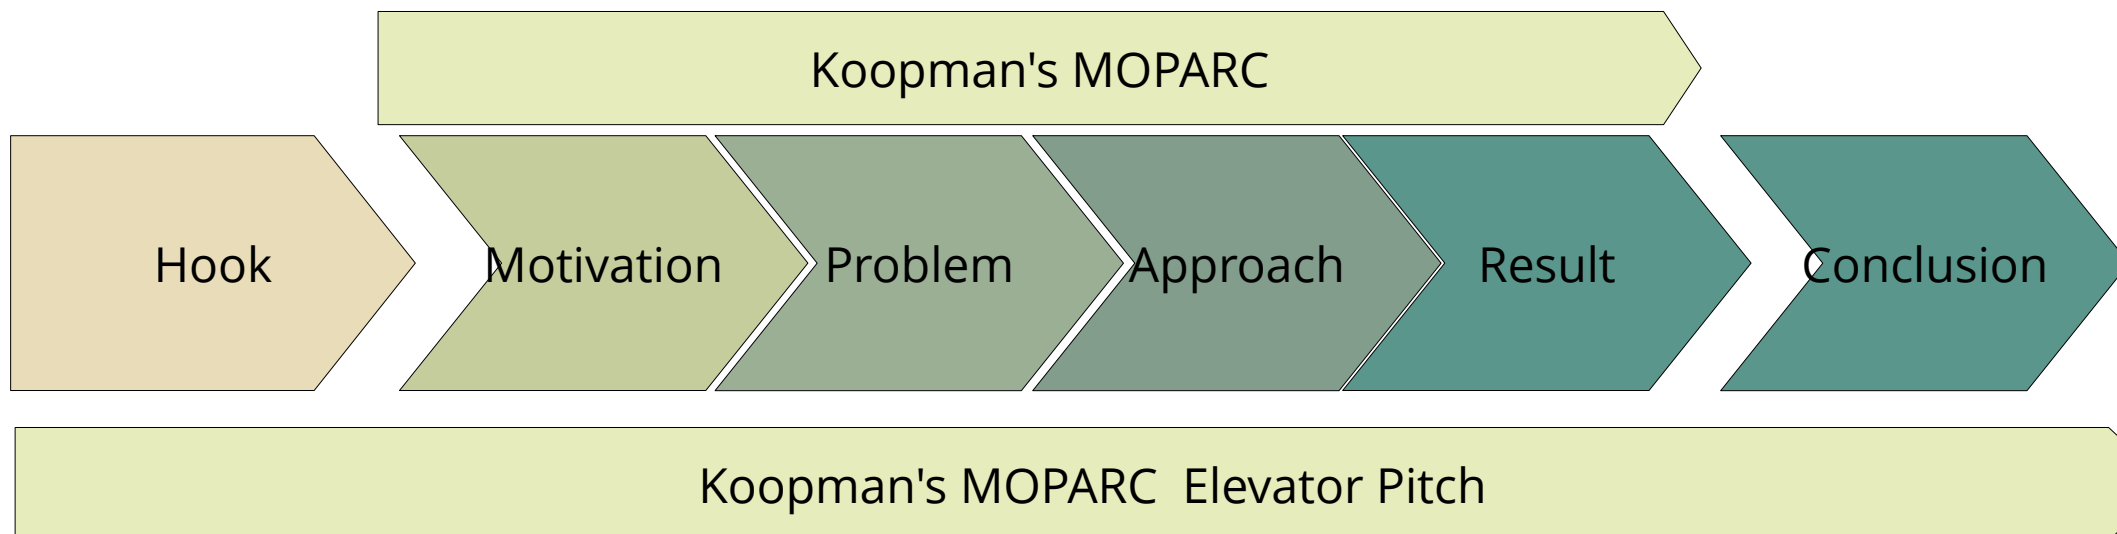 Koopman's MOPARC
Hook Motivation Problem Approach Result Conclusion
Koopman's MOPARC Elevator Pitch